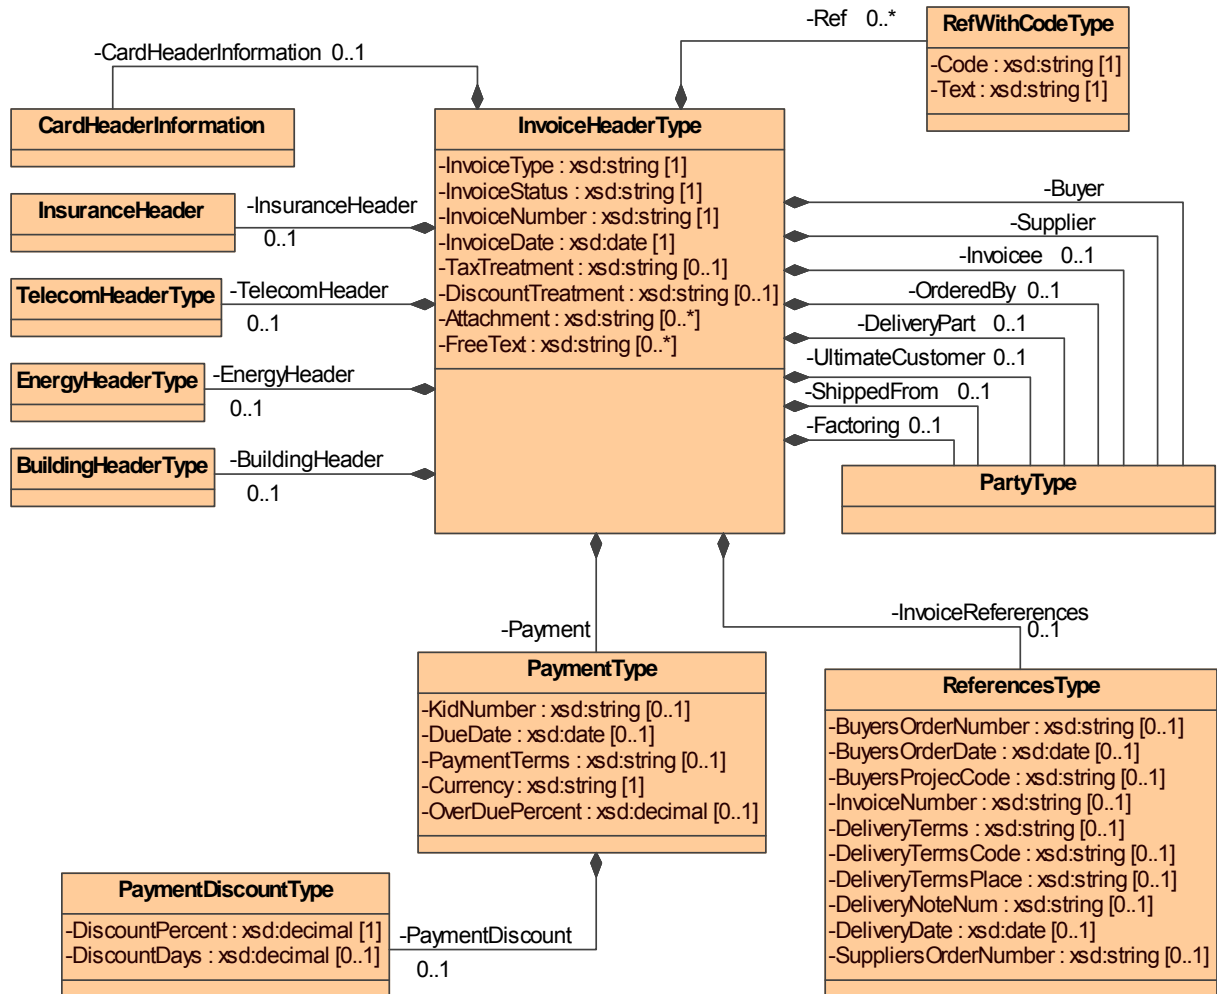 -Ref 0..*
RefWithCodeType
-Code : xsd:string [1]
-Text : xsd:string [1]
-CardHeaderInformation 0..1
CardHeaderInformation
InvoiceHeaderType
-InvoiceType : xsd:string [1]
-InvoiceStatus : xsd:string [1]
-InvoiceNumber : xsd:string [1]
-InvoiceDate : xsd:date [1]
-TaxTreatment : xsd:string [0..1]
-DiscountTreatment : xsd:string [0..1]
-Attachment : xsd:string [0..*]
-FreeText : xsd:string [0..*]
InsuranceHeader
-InsuranceHeader
0..1
TelecomHeaderType
-TelecomHeader
0..1
EnergyHeaderType
-EnergyHeader
0..1
BuildingHeaderType
-BuildingHeader
0..1
-Buyer
-Supplier
-Invoicee 0..1
-OrderedBy 0..1
-DeliveryPart 0..1
-UltimateCustomer 0..1
-ShippedFrom 0..1
-Factoring 0..1
PartyType
-Payment
PaymentType
-KidNumber : xsd:string [0..1]
-DueDate : xsd:date [0..1]
-PaymentTerms : xsd:string [0..1]
-Currency : xsd:string [1]
-OverDuePercent : xsd:decimal [0..1]
-InvoiceRefererences
0..1
ReferencesType
-BuyersOrderNumber : xsd:string [0..1]
-BuyersOrderDate : xsd:date [0..1]
-BuyersProjecCode : xsd:string [0..1]
-InvoiceNumber : xsd:string [0..1]
-DeliveryTerms : xsd:string [0..1]
-DeliveryTermsCode : xsd:string [0..1]
-DeliveryTermsPlace : xsd:string [0..1]
-DeliveryNoteNum : xsd:string [0..1]
-DeliveryDate : xsd:date [0..1]
-SuppliersOrderNumber : xsd:string [0..1]
PaymentDiscountType
-DiscountPercent : xsd:decimal [1]
-DiscountDays : xsd:decimal [0..1]
-PaymentDiscount
0..1